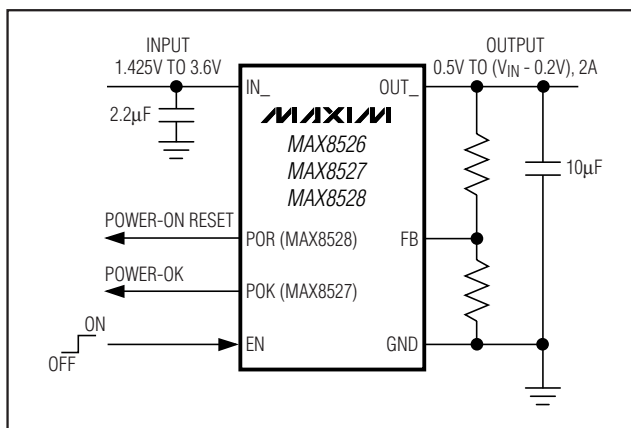 INPUT
1.425V TO 3.6V
OUTPUT
0.5V TO (VIN - 0.2V), 2A
IN_
OUT_
2.2µF
MAXIM
MAX8526
MAX8527
MAX8528
10µF
POWER-ON RESET
POR (MAX8528)
FB
POWER-OK
POK (MAX8527)
ON
OFF
EN
GND